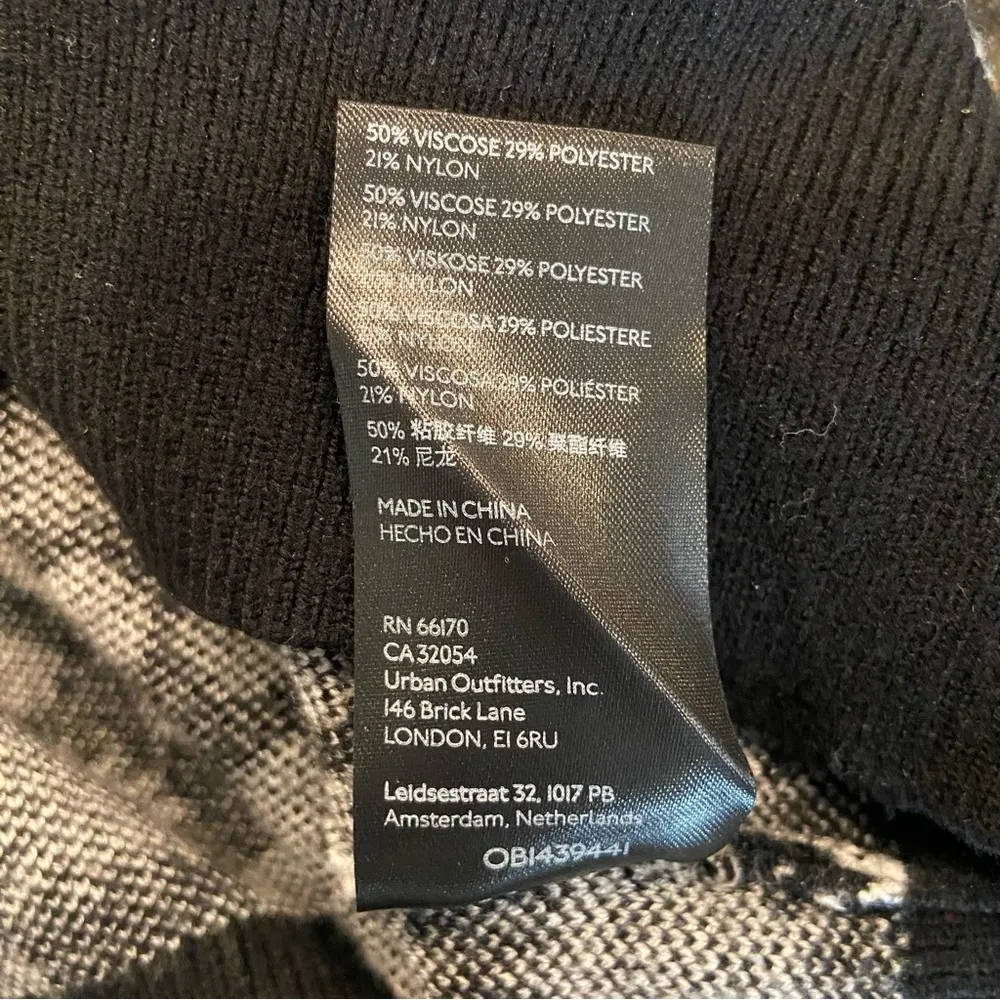 50% VISCOSE 29% POLYESTER
21% NYLON
50% VISCOSE 29% POLYESTER
21% NYLON
50% VISKOSE 29% POLYESTER
NYLON
VISCOSA 29% POLIESTERE
NYLON
50% VISCOSA 29% POLIÉSTER
21% NYLON
50% 粘胶纤维 29% 聚酯纤维
21% 尼龙
MADE IN CHINA
HECHO EN CHINA
RN 66170
CA 32054
Urban Outfitters, Inc.
146 Brick Lane
LONDON, E1 6RU
Leidsestraat 32, 1017 PB
Amsterdam, Netherlands
OB1439441